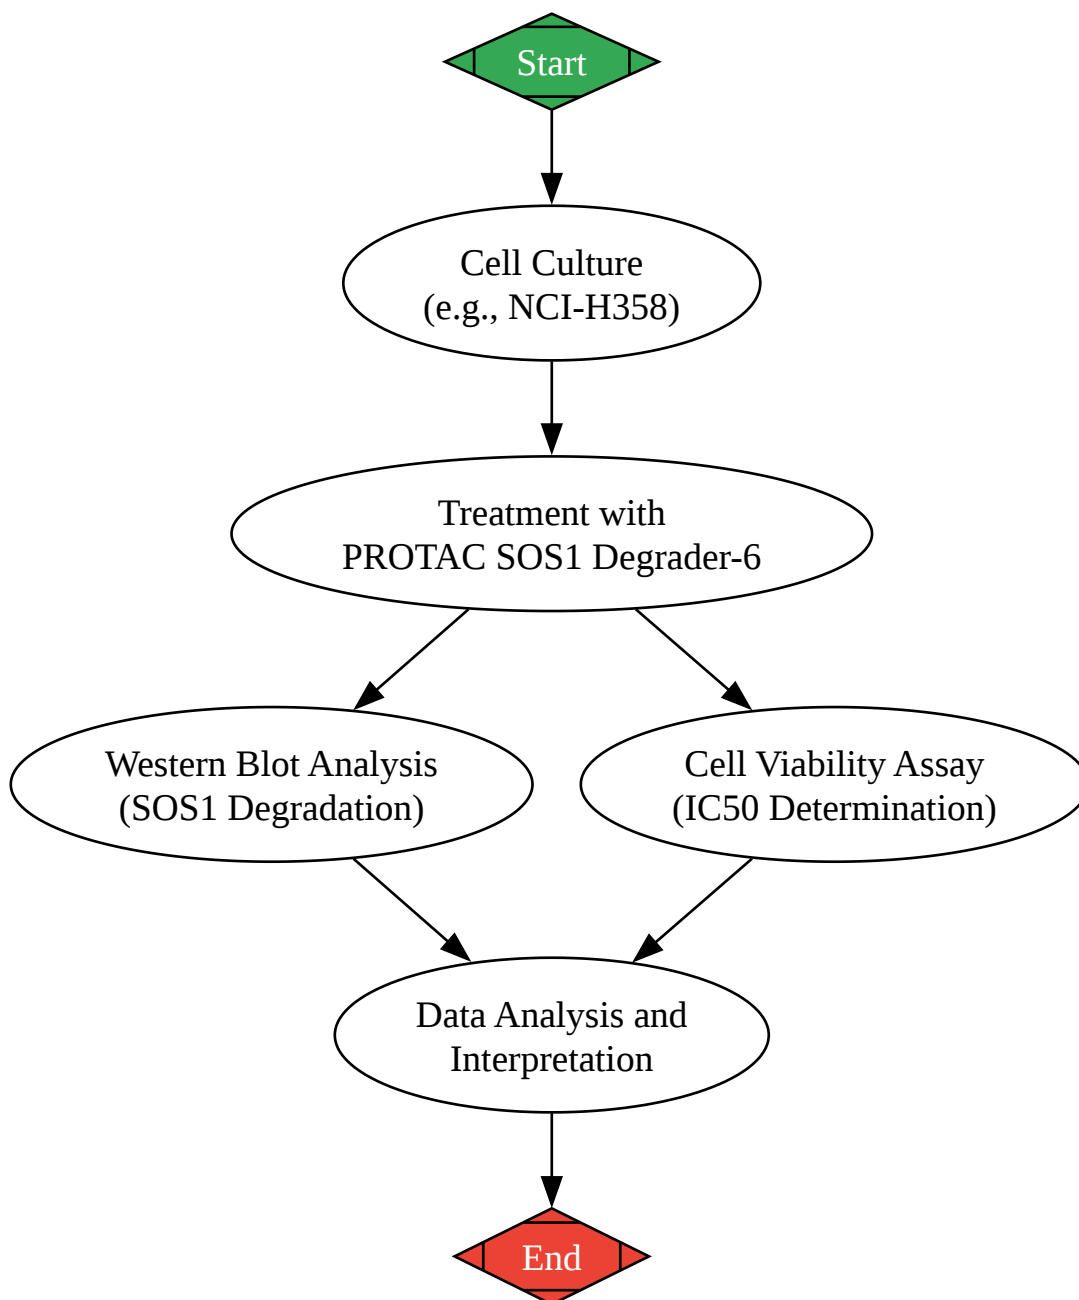 Start
Cell Culture
(e.g., NCI-H358)
Treatment with
PROTAC SOS1 Degrader-6
Western Blot Analysis
(SOS1 Degradation)
Cell Viability Assay
(IC50 Determination)
Data Analysis and
Interpretation
End